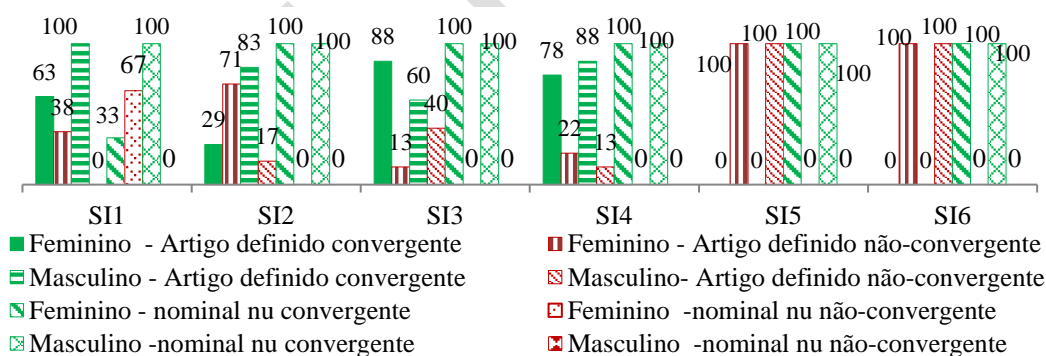 63 38 100 0 33 67 100 0
29 71 83 17 100 0 100 0
88 13 60 40 100 0 100 0
78 22 88 13 100 0 100 0
100 0 100 100 0 100 0
100 0 100 100 0 100 0
SI1 SI2 SI3 SI4 SI5 SI6
Feminino - Artigo definido convergente
Feminino - Artigo definido não-convergente
Masculino - Artigo definido convergente
Masculino- Artigo definido não-convergente
Feminino - nominal nu convergente
Feminino -nominal nu não-convergente
Masculino -nominal nu convergente
Masculino -nominal nu não-convergente